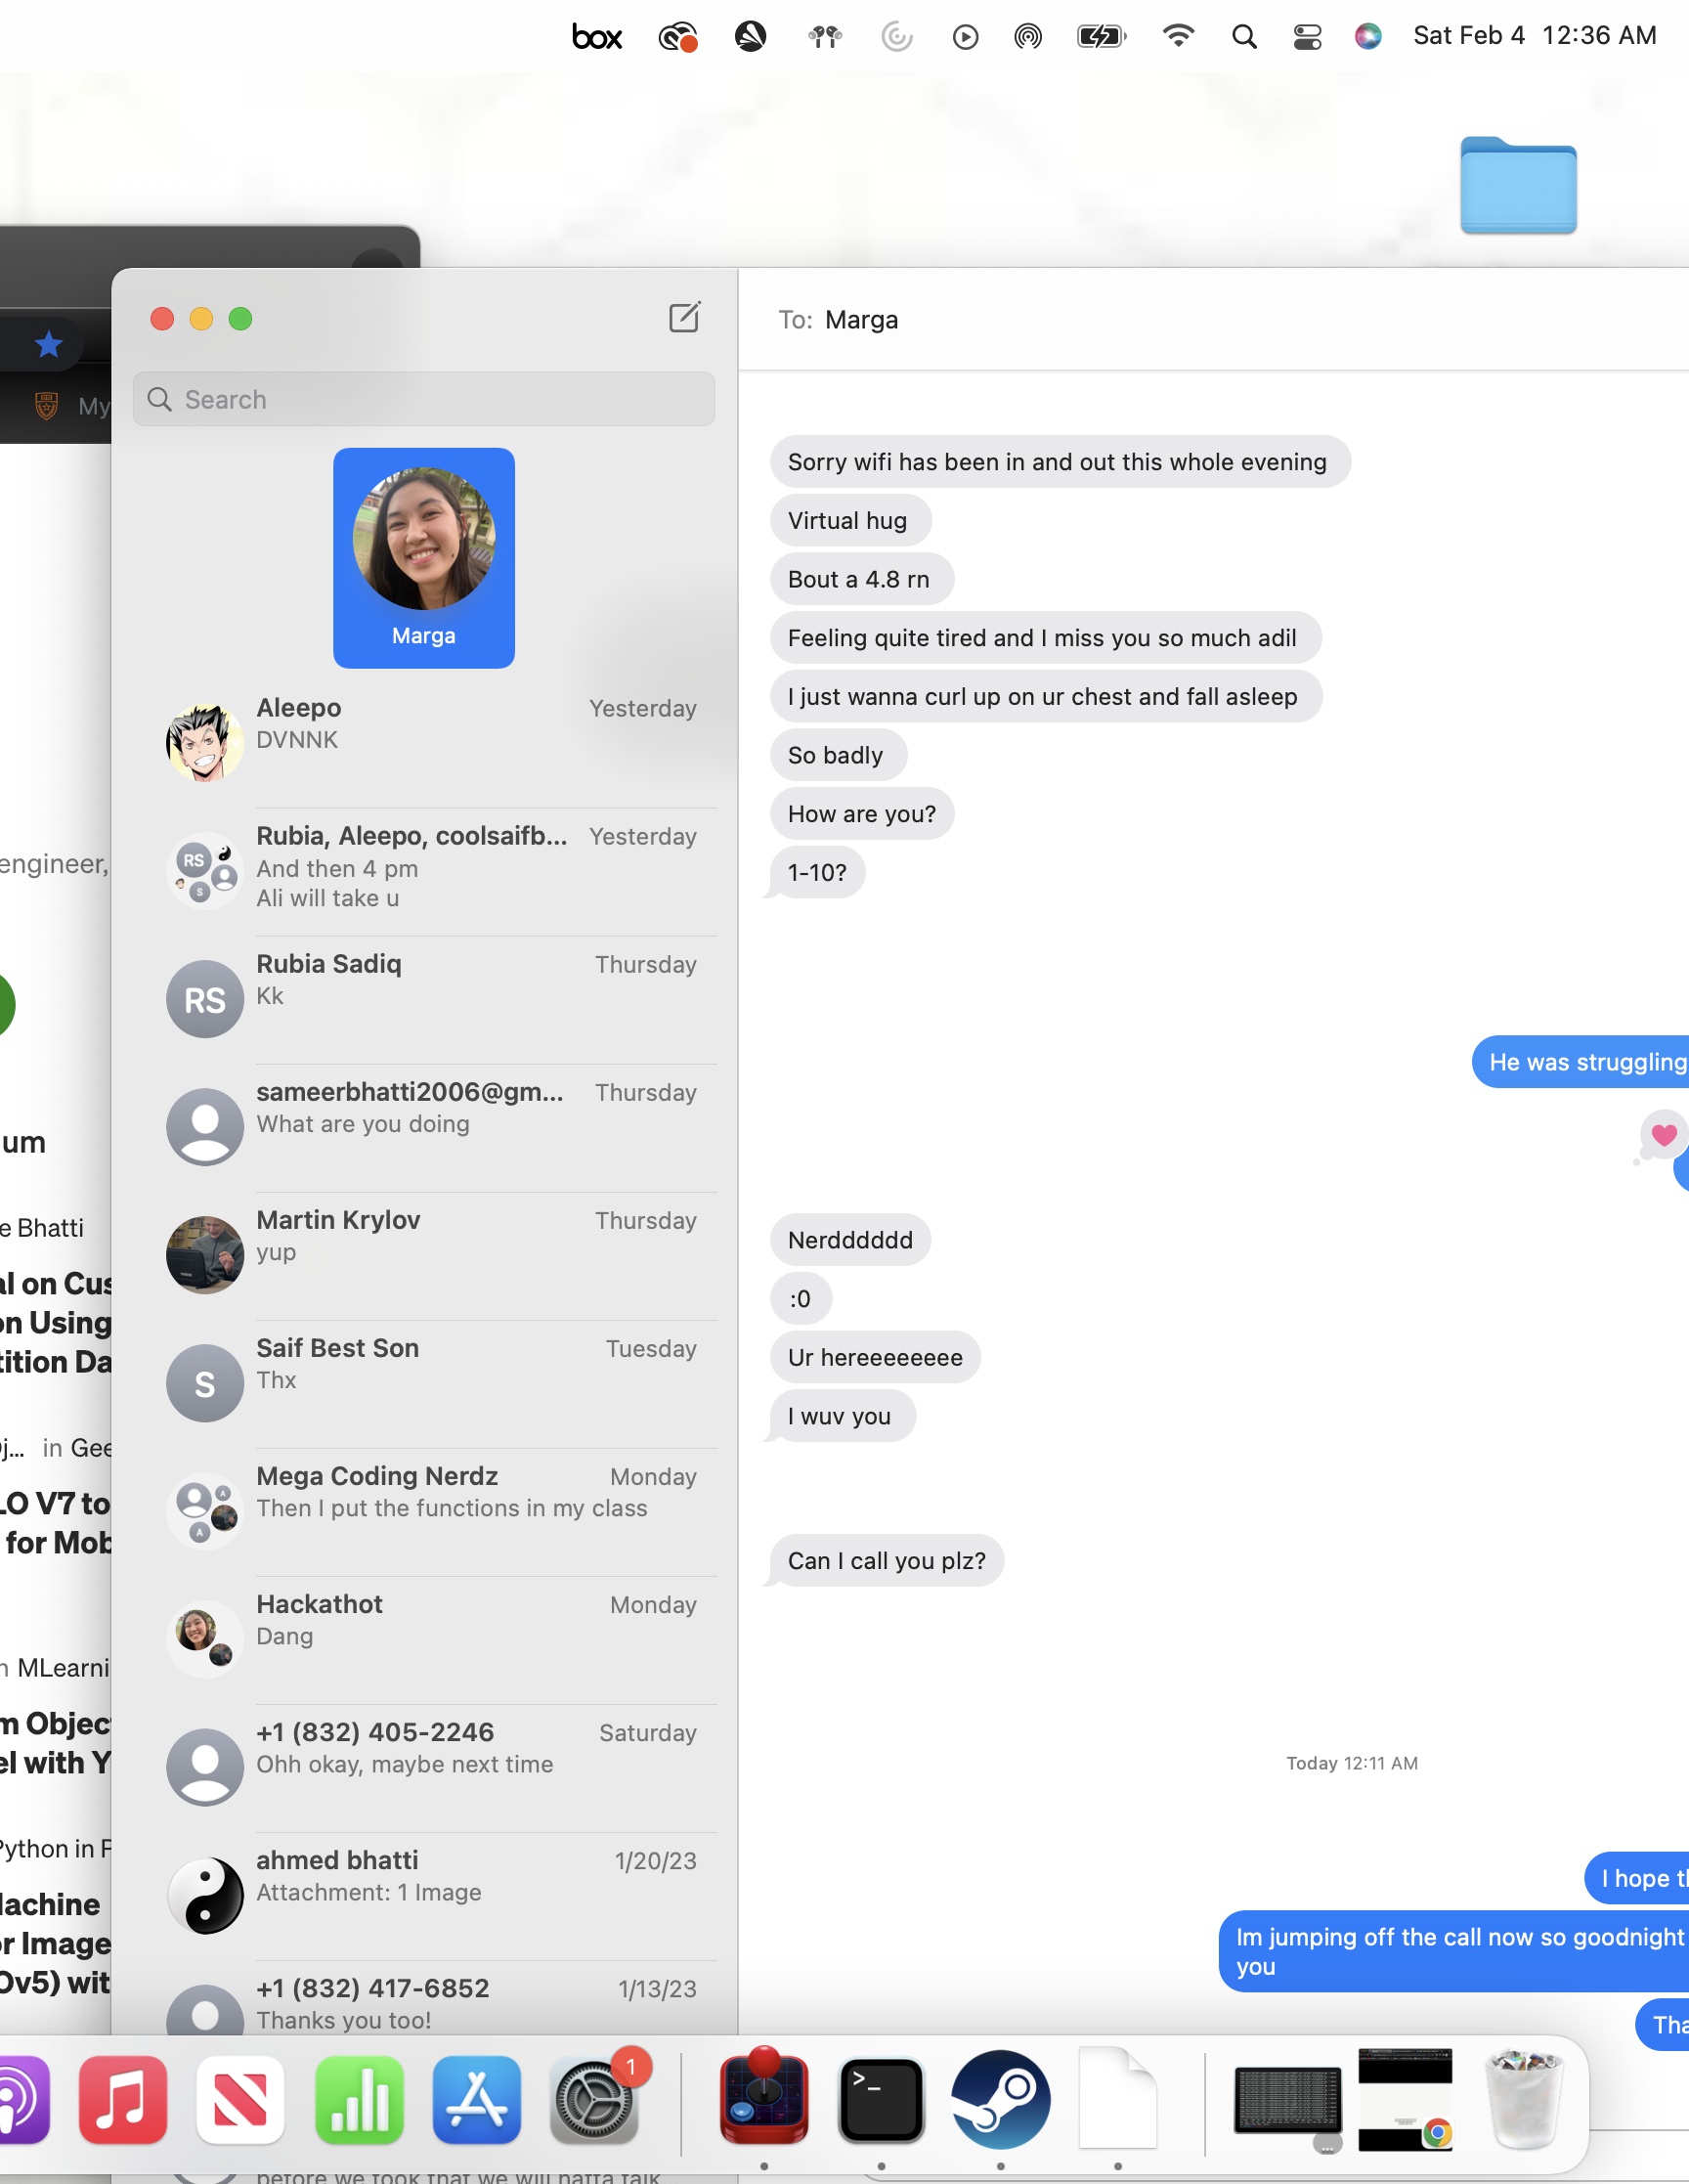 box
Sat Feb 4 12:36 AM
My
engineer,
um
e Bhatti
al on Cus
on Using
tition Da
oj... in Gee
LO V7 to
for Mob
n MLearni
m Objec
el with Y
Python in P
Machine
or Image
Ov5) wit
Search
Marga
Aleepo
Yesterday
DVNNK
RS
S
Rubia, Aleepo, coolsaifb...
Yesterday
And then 4 pm
Ali will take u
RS
Rubia Sadiq
Thursday
Kk
sameerbhatti2006@gm...
Thursday
What are you doing
Martin Krylov
Thursday
yup
S
Saif Best Son
Tuesday
Thx
A
A
Mega Coding Nerdz
Monday
Then I put the functions in my class
Hackathot
Monday
Dang
+1 (832) 405-2246
Saturday
Ohh okay, maybe next time
ahmed bhatti
1/20/23
Attachment: 1 Image
+1 (832) 417-6852
1/13/23
Thanks you too!
To: Marga
Sorry wifi has been in and out this whole evening
Virtual hug
Bout a 4.8 rn
Feeling quite tired and I miss you so much adil
I just wanna curl up on ur chest and fall asleep
So badly
How are you?
1-10?
He was struggling
Nerdddddd
:0
Ur hereeeeeeee
I wuv you
Can I call you plz?
Today 12:11 AM
I hope th
Im jumping off the call now so goodnight
you
Tha
1
>_
before we took that we will hatta talk